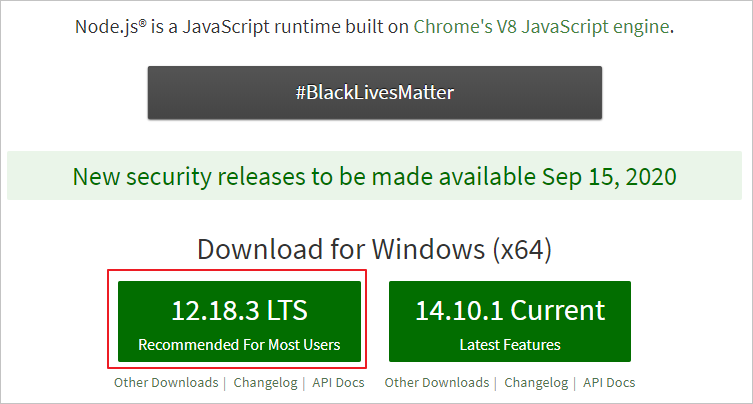 Node.js® is a JavaScript runtime built on Chrome's V8 JavaScript engine.
#BlackLivesMatter
New security releases to be made available Sep 15, 2020
Download for Windows (x64)
12.18.3 LTS
Recommended For Most Users
Other Downloads | Changelog | API Docs
14.10.1 Current
Latest Features
Other Downloads | Changelog | API Docs